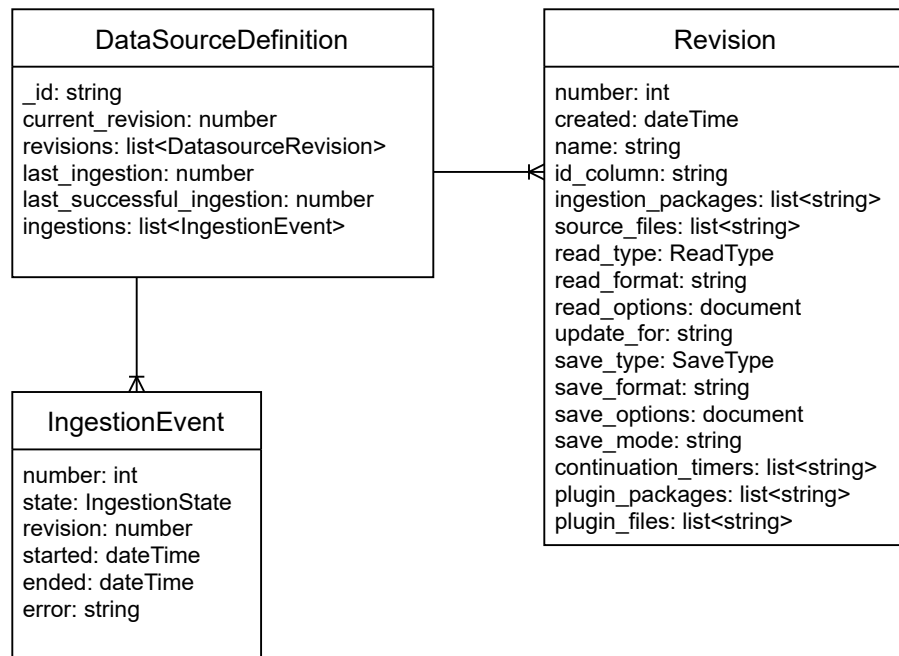 DataSourceDefinition
_id: string
current_revision: number
revisions: list<DatasourceRevision>
last_ingestion: number
last_successful_ingestion: number
ingestions: list<IngestionEvent>
Revision
number: int
created: dateTime
name: string
id_column: string
ingestion_packages: list<string>
source_files: list<string>
read_type: ReadType
read_format: string
read_options: document
update_for: string
save_type: SaveType
save_format: string
save_options: document
save_mode: string
continuation_timers: list<string>
plugin_packages: list<string>
plugin_files: list<string>
IngestionEvent
number: int
state: IngestionState
revision: number
started: dateTime
ended: dateTime
error: string